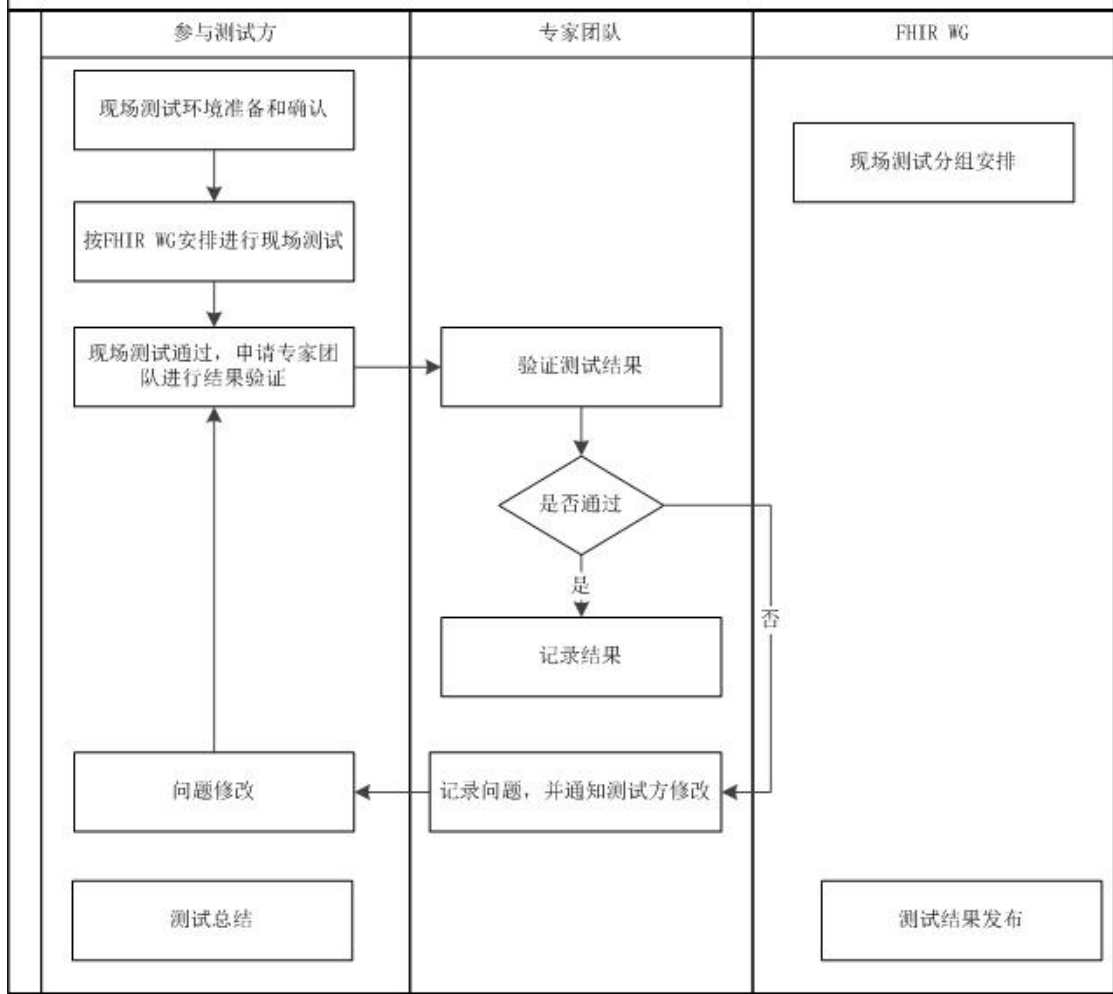 参与测试方
专家团队
FHIR WG
现场测试环境准备和确认
现场测试分组安排
按FHIR WG安排进行现场测试
现场测试通过，申请专家团
队进行结果验证
验证测试结果
是否通过
是
否
记录结果
问题修改
记录问题，并通知测试方修改
测试总结
测试结果发布